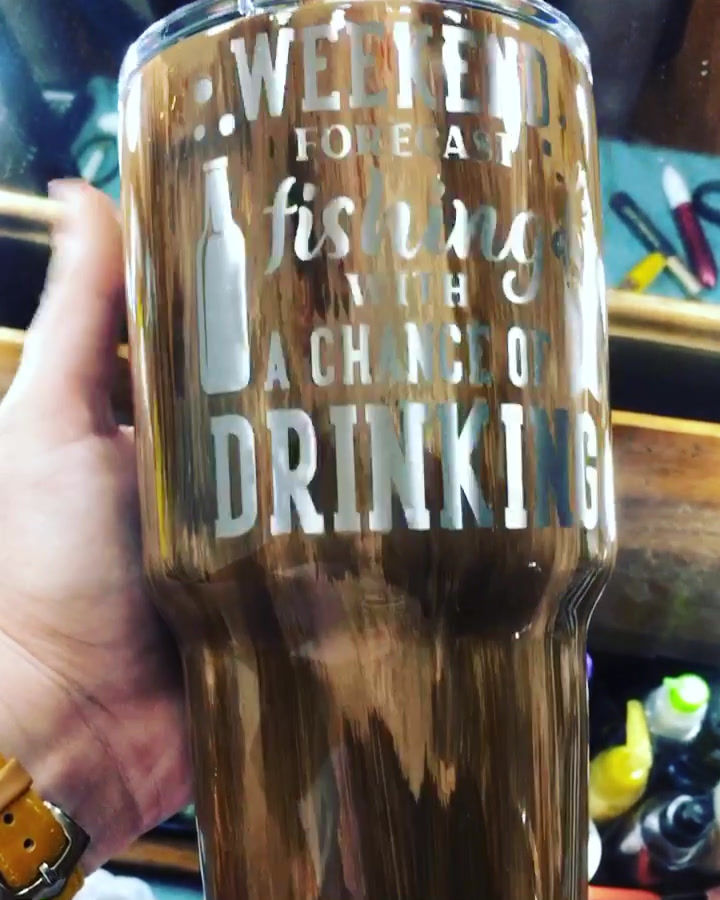 WEEKEND
FORECAST
fishing
WITH
A CHANCE OF
DRINKING